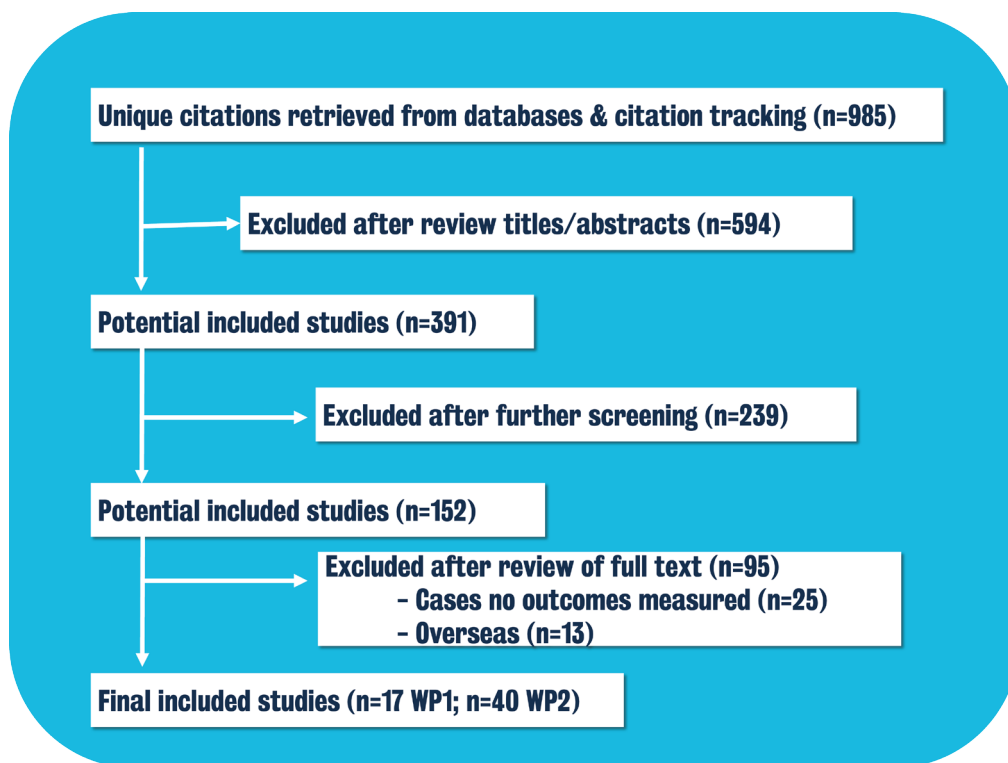 Unique citations retrieved from databases & citation tracking (n=985)
Excluded after review titles/abstracts (n=594)
Potential included studies (n=391)
Excluded after further screening (n=239)
Potential included studies (n=152)
Excluded after review of full text (n=95)
- Cases no outcomes measured (n=25)
- Overseas (n=13)
Final included studies (n=17 WP1; n=40 WP2)